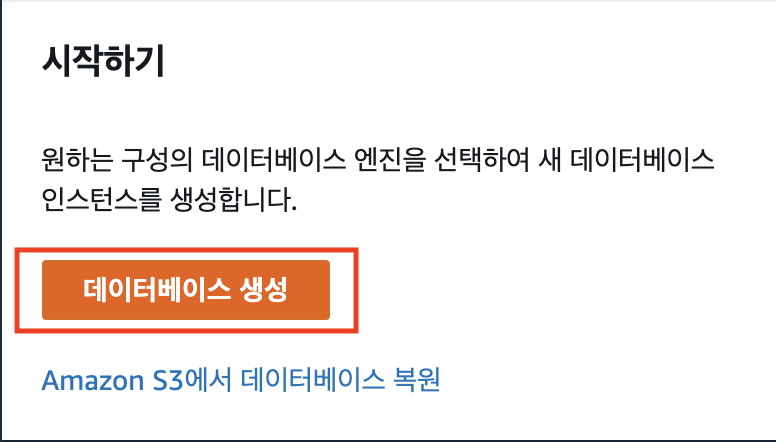 시작하기
원하는 구성의 데이터베이스 엔진을 선택하여 새 데이터베이스
인스턴스를 생성합니다.
데이터베이스 생성
Amazon S3에서 데이터베이스 복원